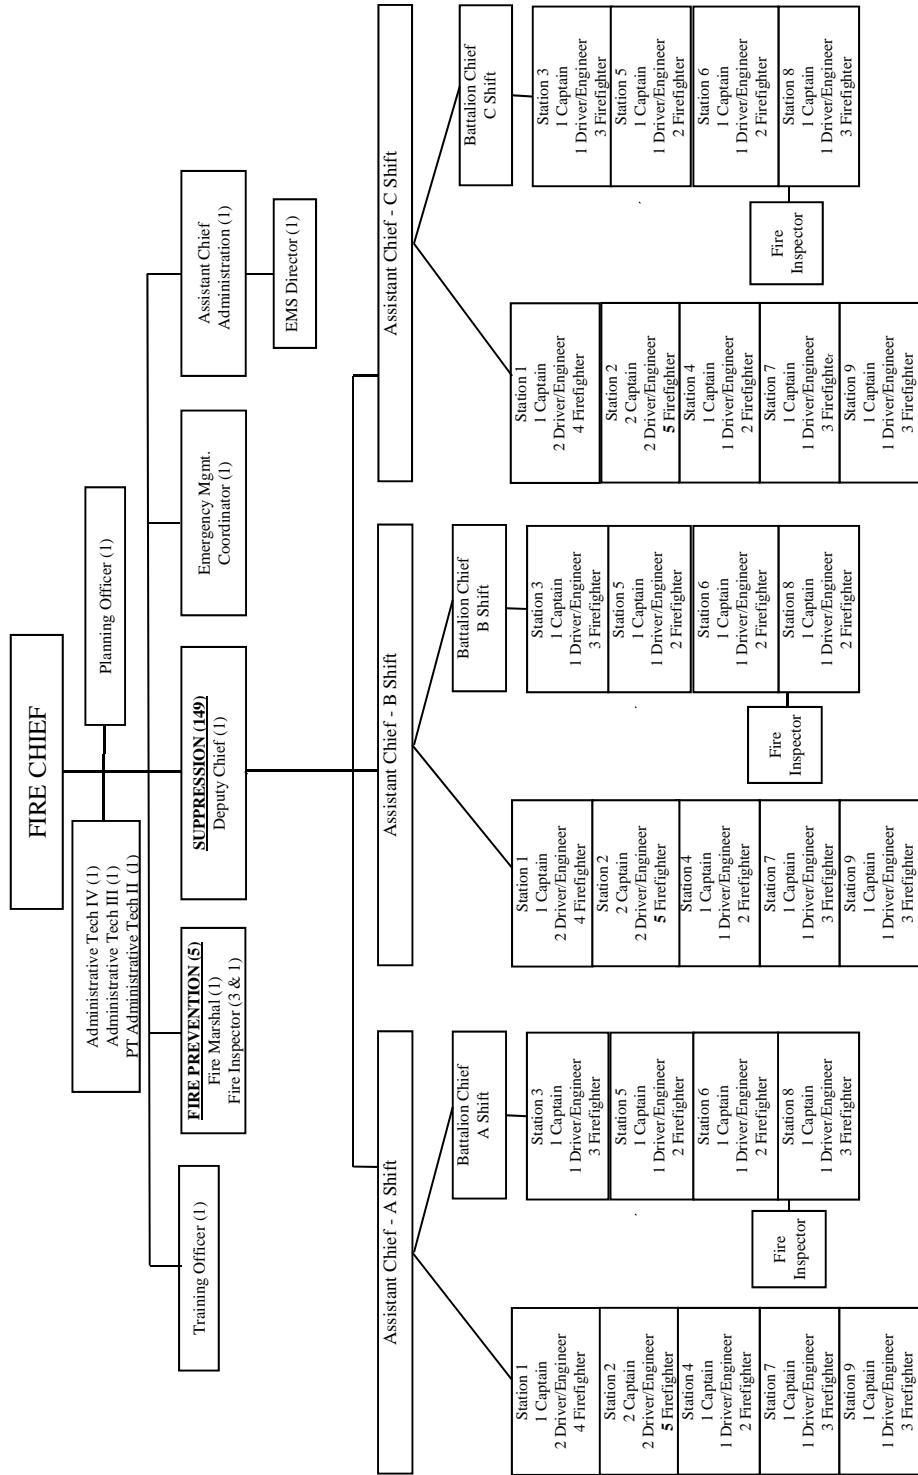 FIRE CHIEF
Administrative Tech IV (1)
Administrative Tech III (1)
PT Administrative Tech II (1)
Planning Officer (1)
Training Officer (1)
FIRE PREVENTION (5)
Fire Marshal (1)
Fire Inspector (3 & 1)
SUPPRESSION (149)
Deputy Chief (1)
Emergency Mgmt.
Coordinator (1)
Assistant Chief
Administration (1)
EMS Director (1)
Assistant Chief - A Shift
Station 1
1 Captain
2 Driver/Engineer
4 Firefighter
Station 2
2 Captain
2 Driver/Engineer
5 Firefighter
Station 4
1 Captain
1 Driver/Engineer
2 Firefighter
Station 7
1 Captain
1 Driver/Engineer
3 Firefighter
Station 9
1 Captain
1 Driver/Engineer
3 Firefighter
Battalion Chief
A Shift
Station 3
1 Captain
1 Driver/Engineer
3 Firefighter
Station 5
1 Captain
1 Driver/Engineer
2 Firefighter
Station 6
1 Captain
1 Driver/Engineer
2 Firefighter
Station 8
1 Captain
1 Driver/Engineer
3 Firefighter
Fire
Inspector
Assistant Chief - B Shift
Station 1
1 Captain
2 Driver/Engineer
4 Firefighter
Station 2
2 Captain
2 Driver/Engineer
5 Firefighter
Station 4
1 Captain
1 Driver/Engineer
2 Firefighter
Station 7
1 Captain
1 Driver/Engineer
3 Firefighter
Station 9
1 Captain
1 Driver/Engineer
3 Firefighter
Battalion Chief
B Shift
Station 3
1 Captain
1 Driver/Engineer
3 Firefighter
Station 5
1 Captain
1 Driver/Engineer
2 Firefighter
Station 6
1 Captain
1 Driver/Engineer
2 Firefighter
Station 8
1 Captain
1 Driver/Engineer
2 Firefighter
Fire
Inspector
Assistant Chief - C Shift
Station 1
1 Captain
2 Driver/Engineer
4 Firefighter
Station 2
2 Captain
2 Driver/Engineer
5 Firefighter
Station 4
1 Captain
1 Driver/Engineer
2 Firefighter
Station 7
1 Captain
1 Driver/Engineer
3 Firefighter
Station 9
1 Captain
1 Driver/Engineer
3 Firefighter
Battalion Chief
C Shift
Station 3
1 Captain
1 Driver/Engineer
3 Firefighter
Station 5
1 Captain
1 Driver/Engineer
2 Firefighter
Station 6
1 Captain
1 Driver/Engineer
2 Firefighter
Station 8
1 Captain
1 Driver/Engineer
3 Firefighter
Fire
Inspector